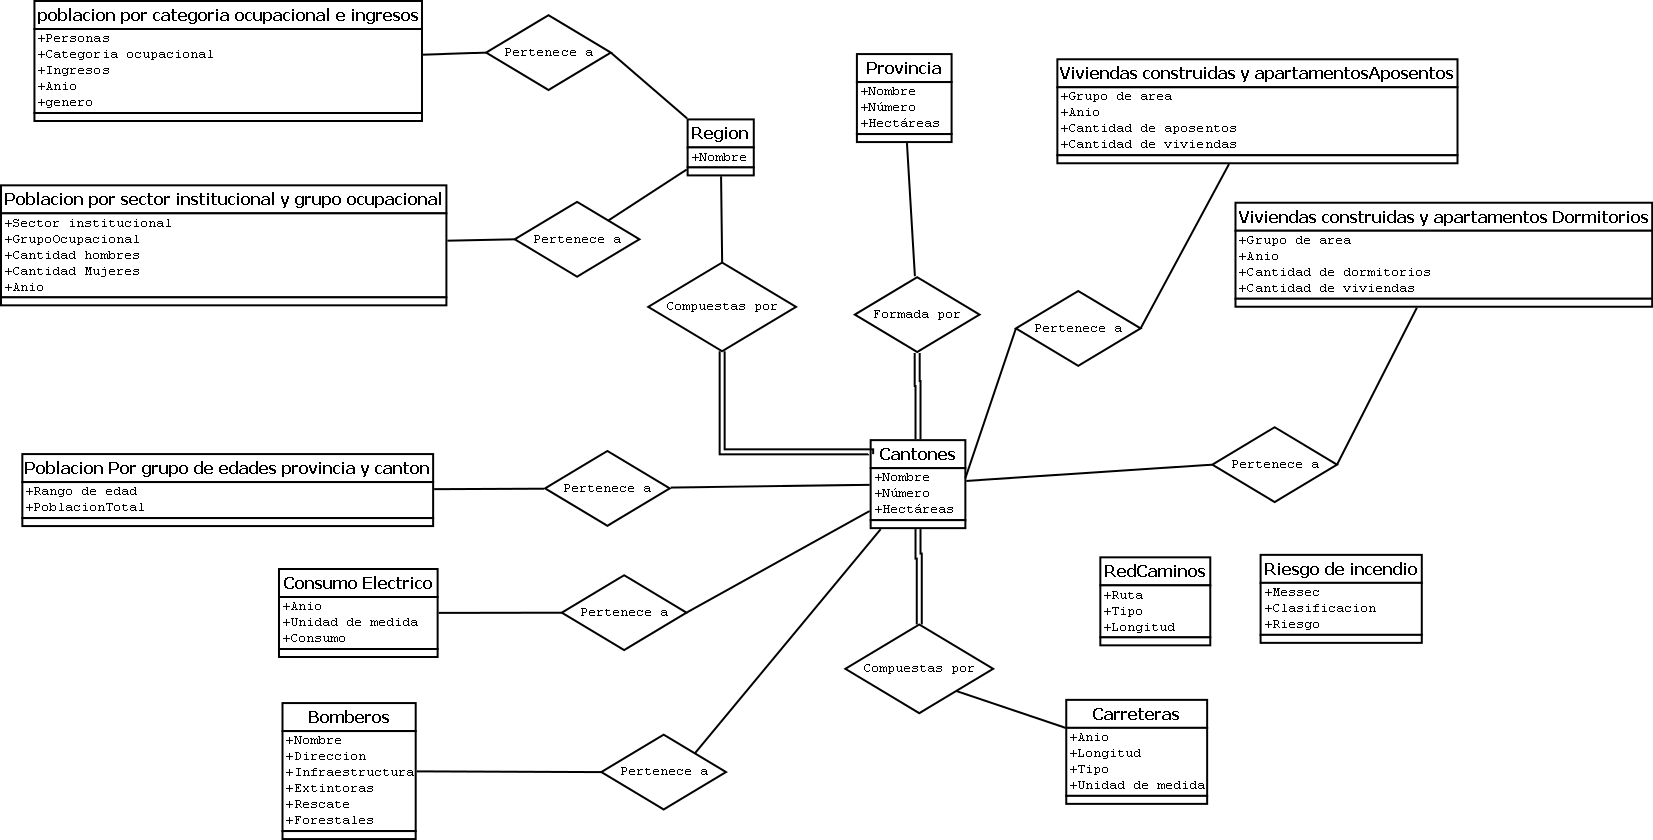 poblacion por categoria ocupacional e ingresos
+Personas
+Categoria ocupacional
+Ingresos
+Anio
+genero
Pertenece a
Region
+Nombre
Provincia
+Nombre
+Número
+Hectáreas
Viviendas construidas y apartamentosAposentos
+Grupo de area
+Anio
+Cantidad de aposentos
+Cantidad de viviendas
Poblacion por sector institucional y grupo ocupacional
+Sector institucional
+GrupoOcupacional
+Cantidad hombres
+Cantidad Mujeres
+Anio
Pertenece a
Viviendas construidas y apartamentos Dormitorios
+Grupo de area
+Anio
+Cantidad de dormitorios
+Cantidad de viviendas
Compuestas por
Formada por
Pertenece a
Poblacion Por grupo de edades provincia y canton
+Rango de edad
+PoblacionTotal
Pertenece a
Cantones
+Nombre
+Número
+Hectáreas
Pertenece a
Consumo Electrico
+Anio
+Unidad de medida
+Consumo
Pertenece a
RedCaminos
+Ruta
+Tipo
+Longitud
Riesgo de incendio
+Messec
+Clasificacion
+Riesgo
Compuestas por
Bomberos
+Nombre
+Direccion
+Infraestructura
+Extintoras
+Rescate
+Forestales
Pertenece a
Carreteras
+Anio
+Longitud
+Tipo
+Unidad de medida